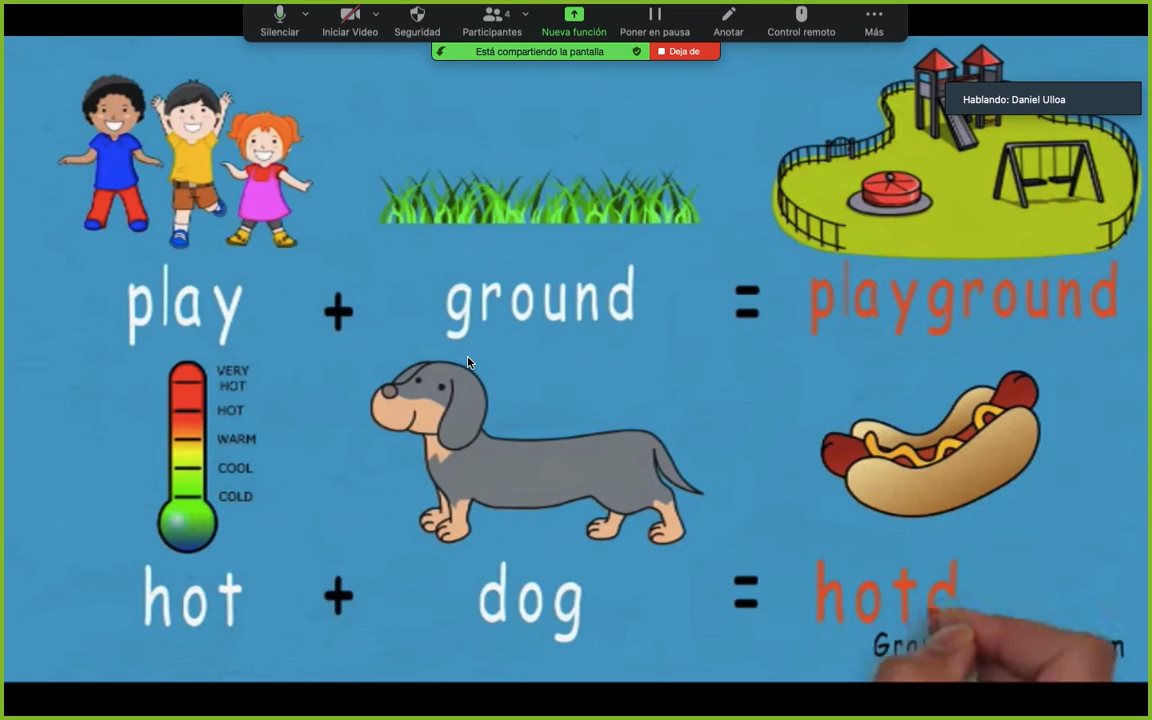 Silenciar Iniciar Video Seguridad Participantes 4 Nueva función Poner en pausa Anotar Control remoto Más
Está compartiendo la pantalla Deja de
Hablando: Daniel Ulloa
play + ground = playground
VERY
HOT
HOT
WARM
COOL
COLD
hot + dog = hotd